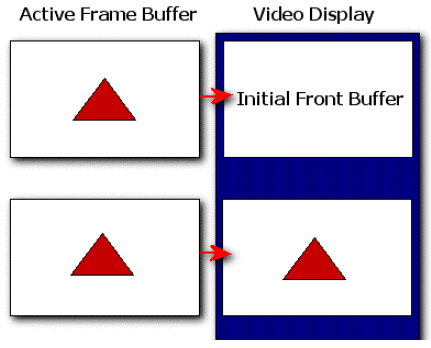 Active Frame Buffer
Video Display
Initial Front Buffer